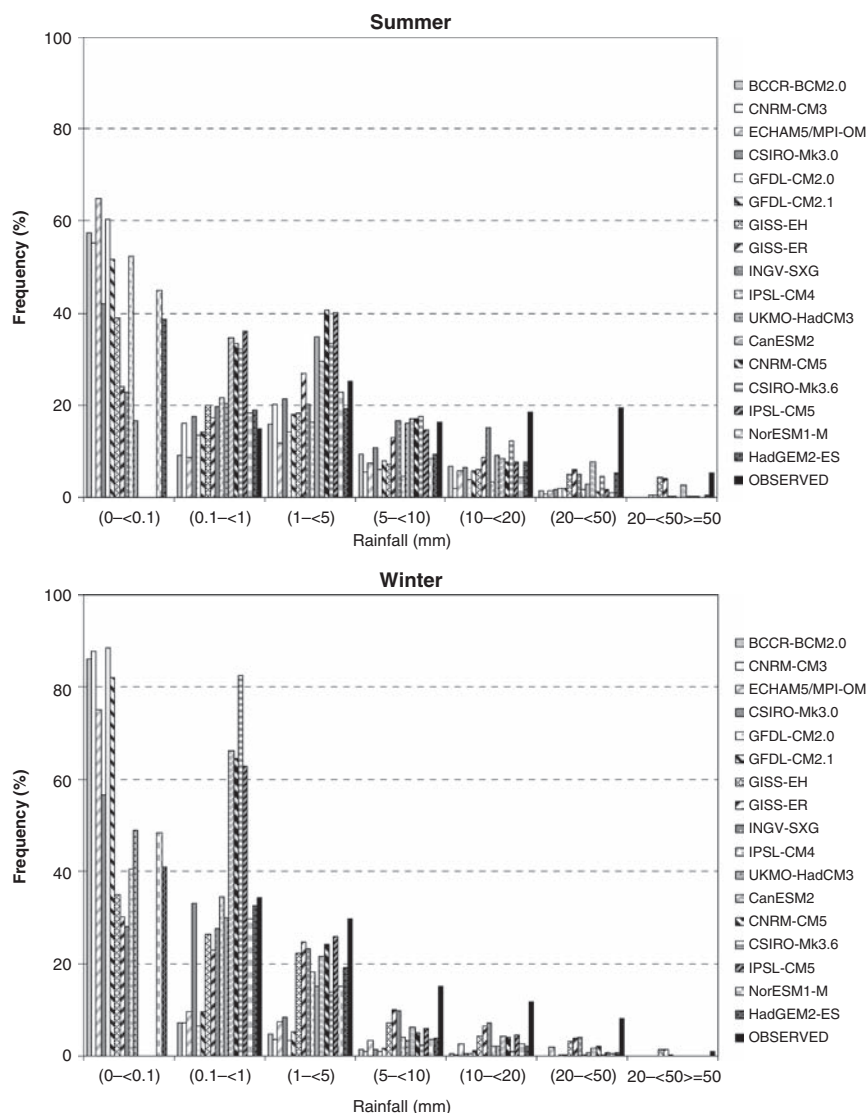 Summer
100
80
60
40
20
0
Frequency (%)
(0–<0.1) (0.1–<1) (1–<5) (5–<10) (10–<20) (20–<50) 20–<50>=50
Rainfall (mm)
BCCR-BCM2.0
CNRM-CM3
ECHAM5/MPI-OM
CSIRO-Mk3.0
GFDL-CM2.0
GFDL-CM2.1
GISS-EH
GISS-ER
INGV-SXG
IPSL-CM4
UKMO-HadCM3
CanESM2
CNRM-CM5
CSIRO-Mk3.6
IPSL-CM5
NorESM1-M
HadGEM2-ES
OBSERVED
Winter
100
80
60
40
20
0
Frequency (%)
(0–<0.1) (0.1–<1) (1–<5) (5–<10) (10–<20) (20–<50) 20–<50>=50
Rainfall (mm)
BCCR-BCM2.0
CNRM-CM3
ECHAM5/MPI-OM
CSIRO-Mk3.0
GFDL-CM2.0
GFDL-CM2.1
GISS-EH
GISS-ER
INGV-SXG
IPSL-CM4
UKMO-HadCM3
CanESM2
CNRM-CM5
CSIRO-Mk3.6
IPSL-CM5
NorESM1-M
HadGEM2-ES
OBSERVED